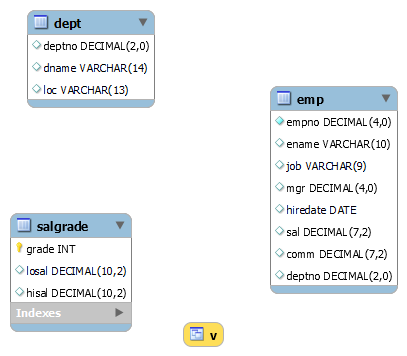 dept
deptno DECIMAL(2,0)
dname VARCHAR(14)
loc VARCHAR(13)
emp
empno DECIMAL(4,0)
ename VARCHAR(10)
job VARCHAR(9)
mgr DECIMAL(4,0)
hiredate DATE
sal DECIMAL(7,2)
comm DECIMAL(7,2)
deptno DECIMAL(2,0)
salgrade
grade INT
losal DECIMAL(10,2)
hisal DECIMAL(10,2)
Indexes
v